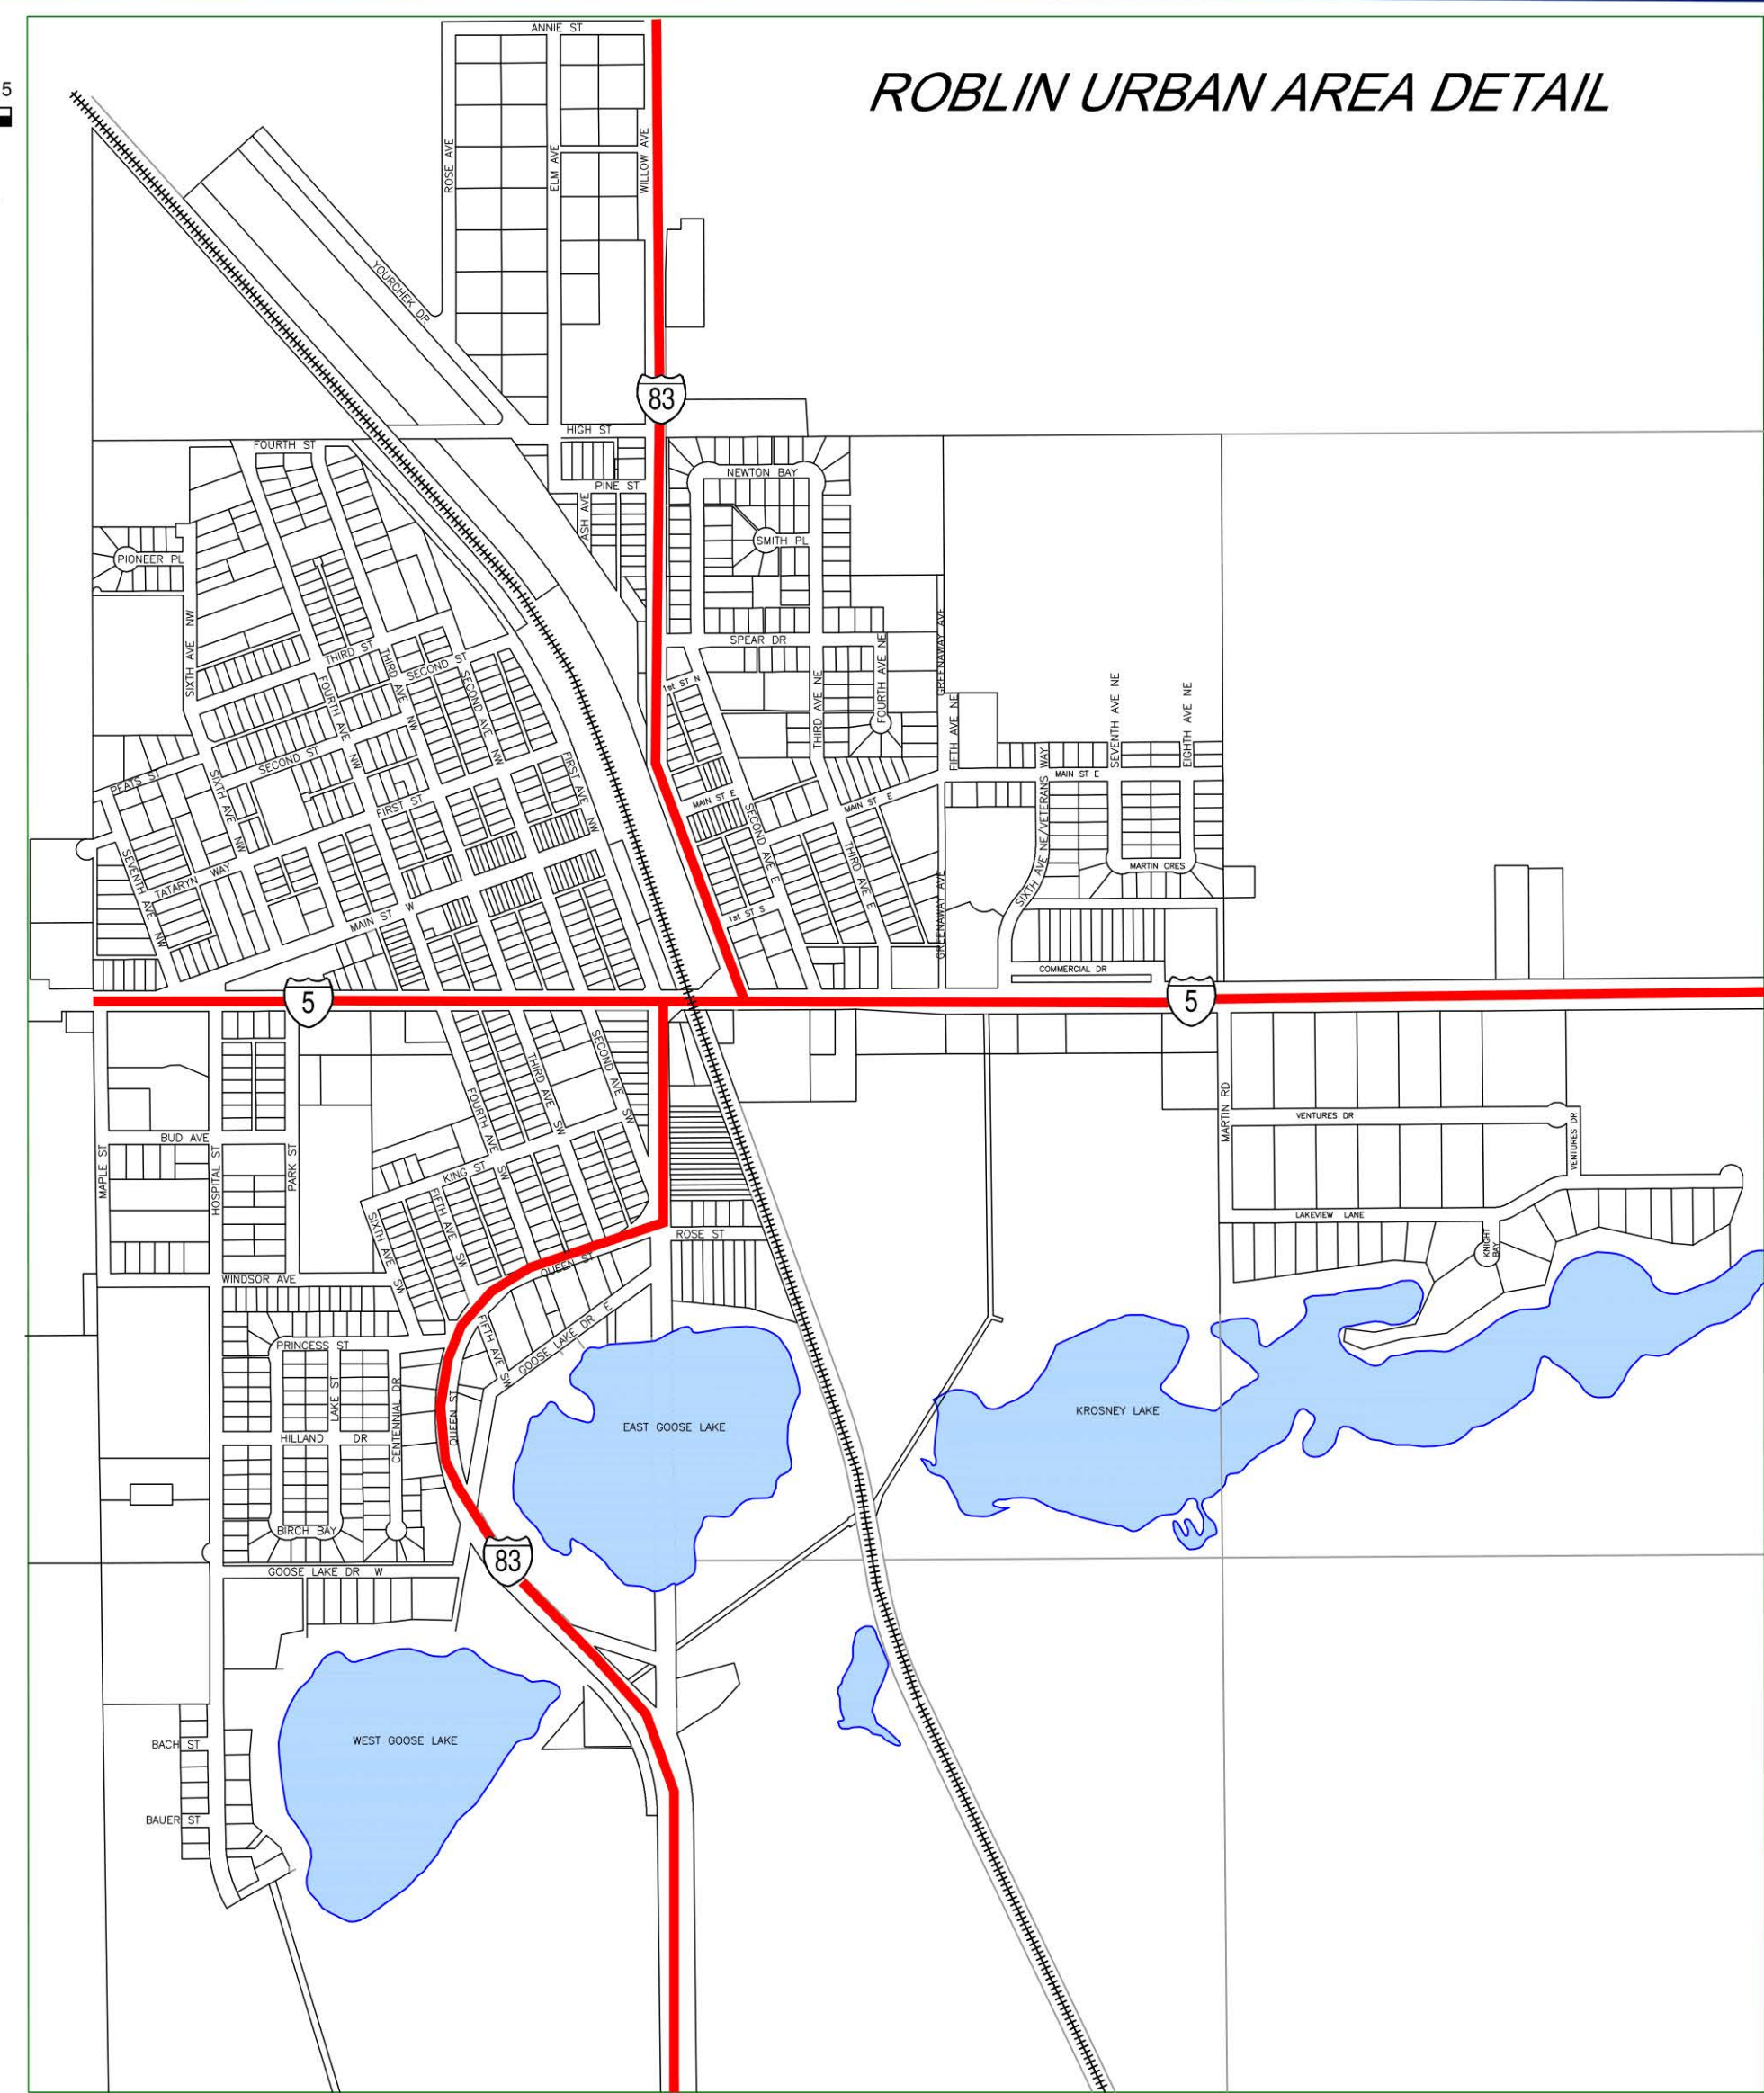 5
ROBLIN URBAN AREA DETAIL
ANNIE ST
ROSE AVE
ELM AVE
WILLOW AVE
YOURCHEK DR
83
HIGH ST
FOURTH ST
NEWTON BAY
PINE ST
ASH AVE
SMITH PL
PIONEER PL
SIXTH AVE NW
SPEAR DR
GREENAWAY AVE
FOURTH AVE NE
THIRD ST
THIRD AVE NW
SECOND ST
SECOND AVE NW
FOURTH AVE NW
1st ST N
THIRD AVE NE
FIFTH AVE NE
SEVENTH AVE NE
EIGHTH AVE NE
SECOND ST
FIRST AVE NW
PEATS ST
SIXTH AVE NW
FIRST ST
MAIN ST E
MAIN ST E
MAIN ST E
SECOND AVE E
THIRD AVE E
SIXTH AVE NE/VETERANS WAY
MARTIN CRES
SEVENTH AVE NW
TATARYN WAY
MAIN ST W
1st ST S
GREENAWAY AVE
COMMERCIAL DR
5
5
SECOND AVE SW
THIRD AVE SW
FOURTH AVE SW
MARTIN RD
VENTURES DR
VENTURES DR
BUD AVE
MAPLE ST
HOSPITAL ST
PARK ST
KING ST
FIFTH AVE SW
SIXTH AVE SW
ROSE ST
LAKEVIEW LANE
KNIGHT
BAY
WINDSOR AVE
QUEEN ST
GOOSE LAKE DR E
FIFTH AVE SW
PRINCESS ST
LAKE ST
CENTENNIAL DR
QUEEN ST
HILLAND DR
EAST GOOSE LAKE
KROSNEY LAKE
BIRCH BAY
83
GOOSE LAKE DR W
WEST GOOSE LAKE
BACH ST
BAUER ST